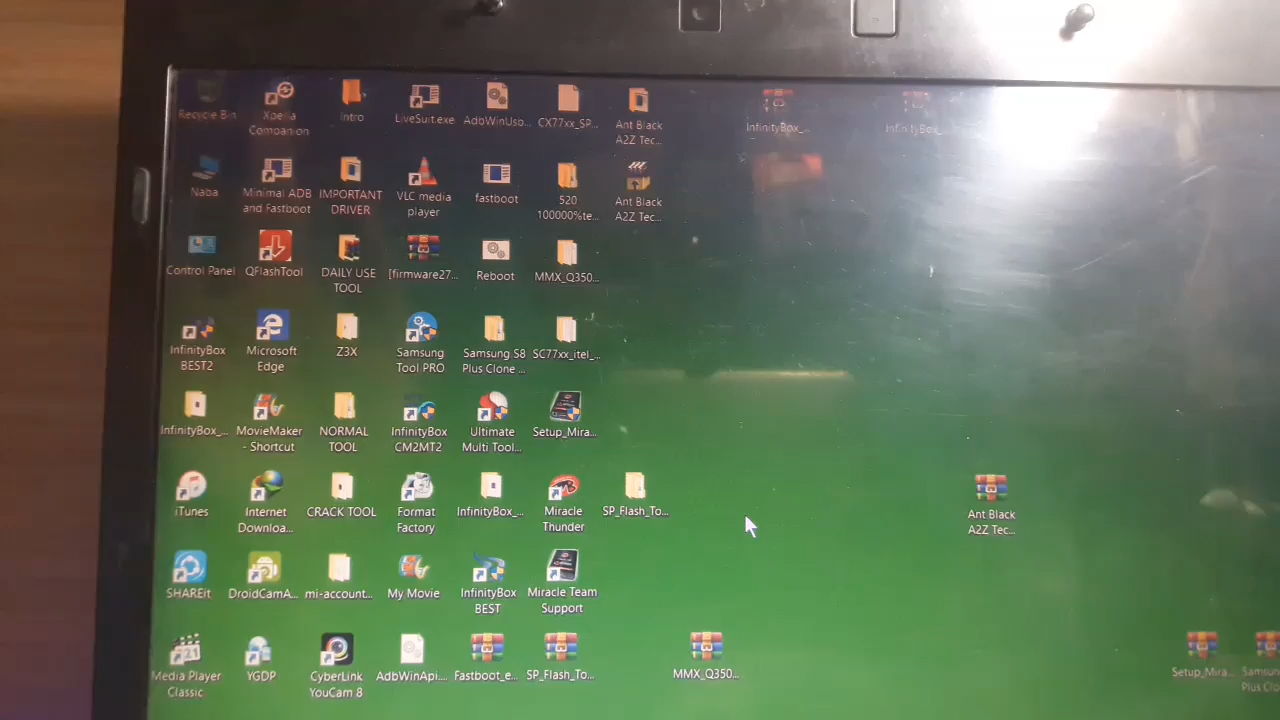 Recycle Bin
Xperia
Companion
Intro
LiveSuit.exe
AdbWinUsb...
CX77xx_SP...
Ant Black
A2Z Tec...
InfinityBox_...
InfinityBox_...
Naba
Minimal ADB
and Fastboot
IMPORTANT
DRIVER
VLC media
player
fastboot
520
100000%te...
Ant Black
A2Z Tec...
Control Panel
QFlashTool
DAILY USE
TOOL
[firmware27...
Reboot
MMX_Q350...
InfinityBox
BEST2
Microsoft
Edge
Z3X
Samsung
Tool PRO
Samsung S8
Plus Clone ...
SC77xx_itel_...
InfinityBox_...
MovieMaker
- Shortcut
NORMAL
TOOL
InfinityBox
CM2MT2
Ultimate
Multi Tool...
Setup_Mira...
iTunes
Internet
Downloa...
CRACK TOOL
Format
Factory
InfinityBox_...
Miracle
Thunder
SP_Flash_To...
Ant Black
A2Z Tec...
SHAREit
DroidCamA...
mi-account...
My Movie
InfinityBox
BEST
Miracle Team
Support
Media Player
Classic
YGDP
CyberLink
YouCam 8
AdbWinApi....
Fastboot_e...
SP_Flash_To...
MMX_Q350...
Setup_Mira...
Samsun
Plus Clo